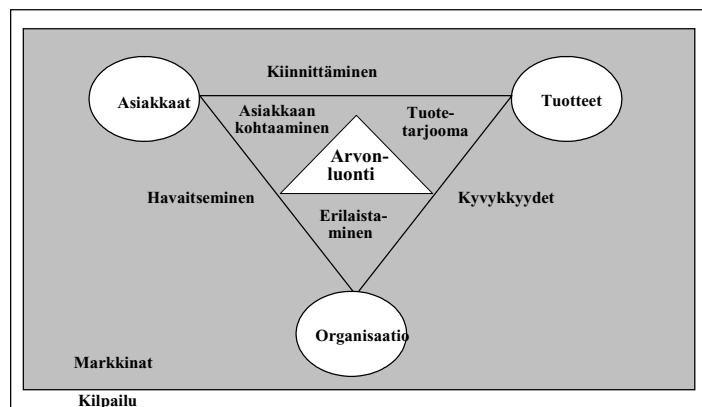 Kiinnittäminen
Asiakkaat
Tuotteet
Asiakkaan
kohtaaminen
Tuote-
tarjooma
Arvon-
luonti
Havaitseminen
Kyvykkyydet
Erilaista-
minen
Organisaatio
Markkinat
Kilpailu